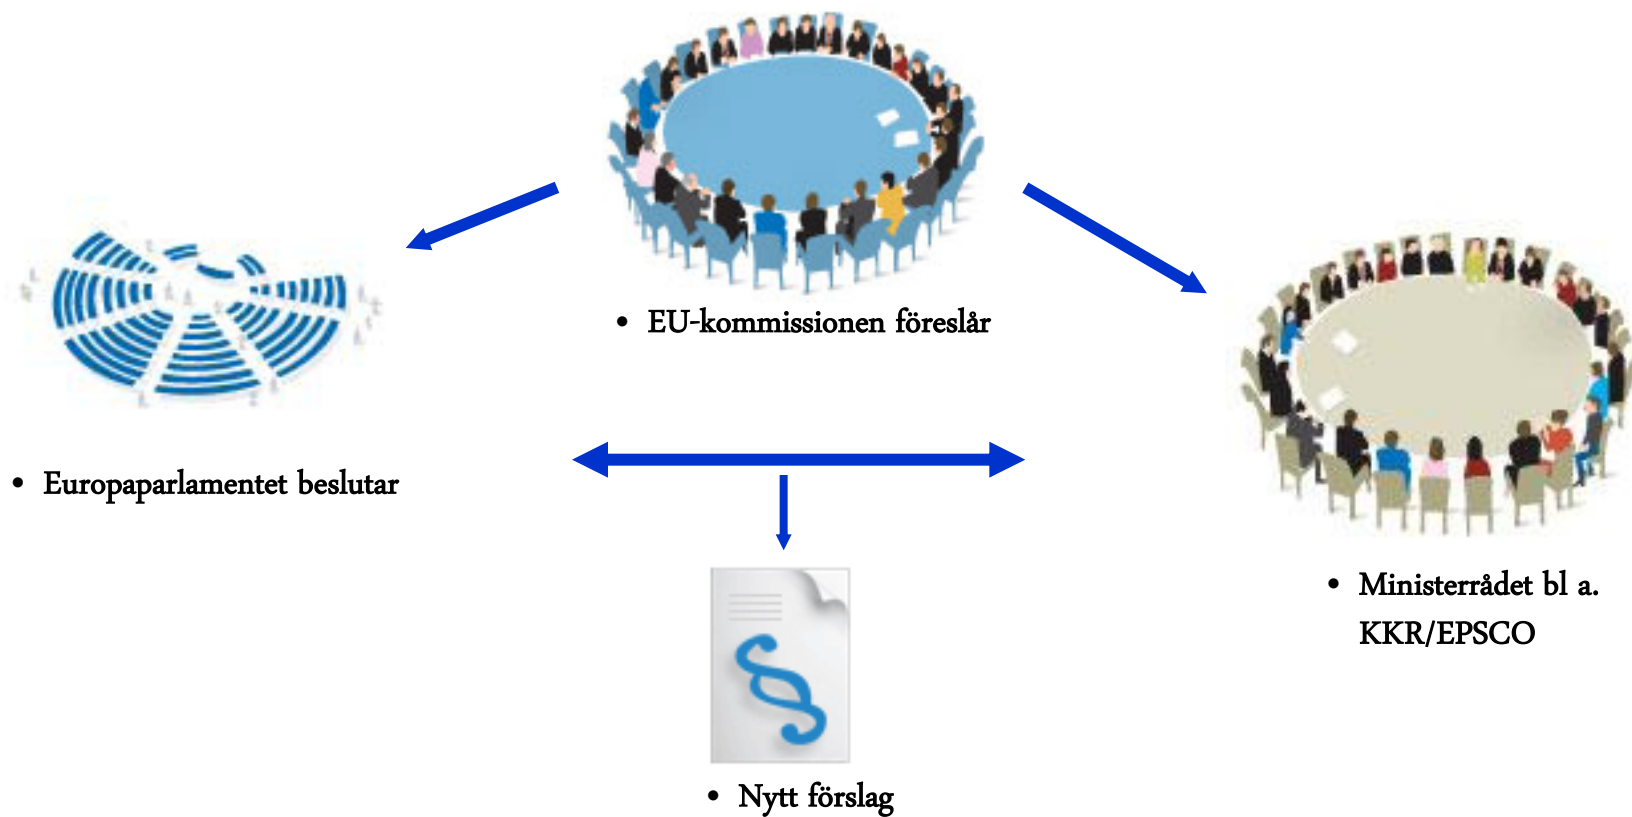 • EU-kommissionen föreslår
• Europaparlamentet beslutar
• Ministerrådet bl a.
KKR/EPSCO
• Nytt förslag